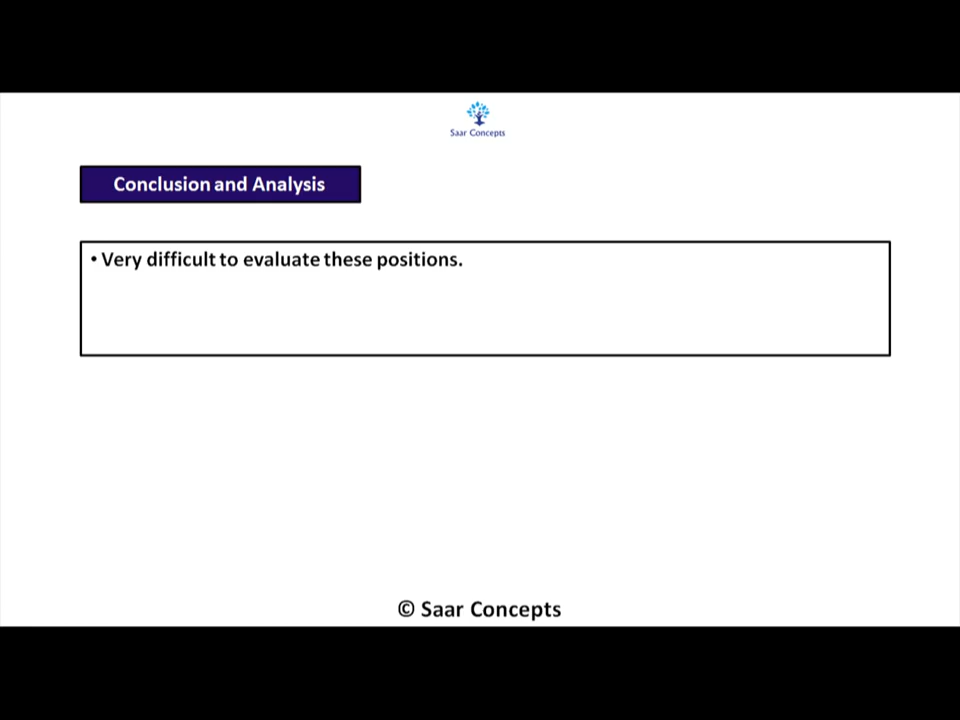 Saar Concepts
Conclusion and Analysis
• Very difficult to evaluate these positions.
© Saar Concepts